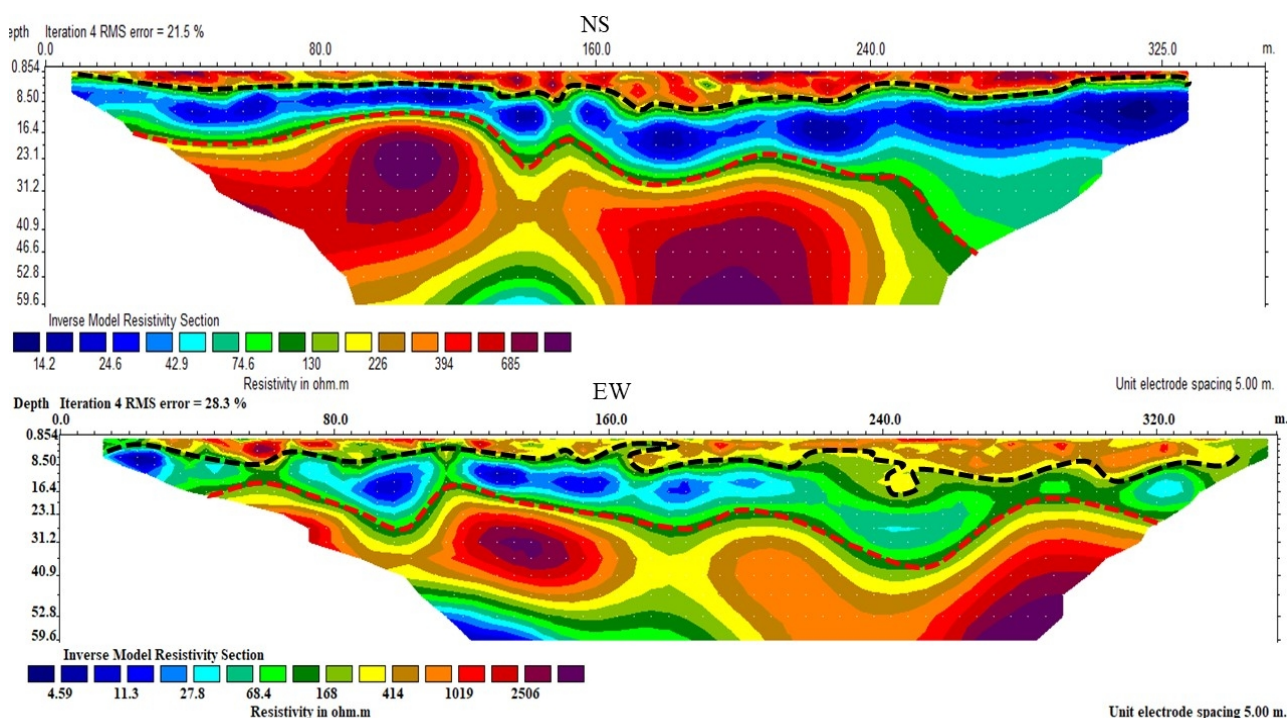 NS
Depth Iteration 4 RMS error = 21.5 %
0.0 80.0 160.0 240.0 325.0 m.
0.854
8.50
16.4
23.1
31.2
40.9
46.6
52.8
59.6
Inverse Model Resistivity Section
14.2 24.6 42.9 74.6 130 226 394 685
Resistivity in ohm.m Unit electrode spacing 5.00 m.
EW
Depth Iteration 4 RMS error = 28.3 %
0.0 80.0 160.0 240.0 320.0 m.
0.854
8.50
16.4
23.1
31.2
40.9
52.8
59.6
Inverse Model Resistivity Section
4.59 11.3 27.8 68.4 168 414 1019 2506
Resistivity in ohm.m Unit electrode spacing 5.00 m.